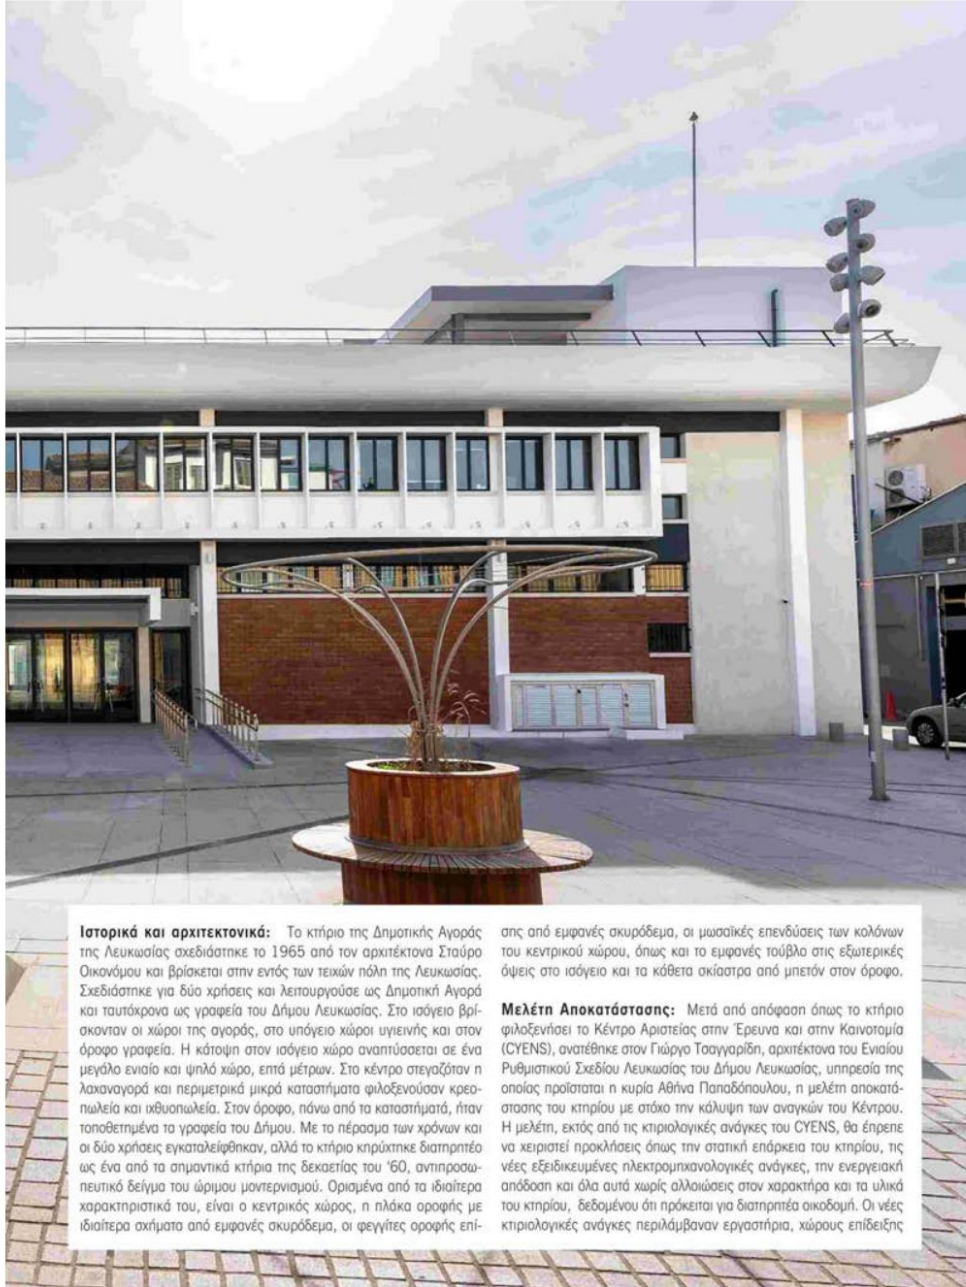 Ιστορικά και αρχιτεκτονικά: Το κτήριο της Δημοτικής Αγοράς
της Λευκωσίας σχεδιάστηκε το 1965 από τον αρχιτέκτονα Σταύρο
Οικονόμου και βρίσκεται στην εντός των τειχών πόλη της Λευκωσίας.
Σχεδιάστηκε για δύο χρήσεις και λειτουργούσε ως Δημοτική Αγορά
και ταυτόχρονα ως γραφεία του Δήμου Λευκωσίας. Στο ισόγειο βρί-
σκονταν οι χώροι της αγοράς, στο υπόγειο χώροι υγιεινής και στον
όροφο γραφεία. Η κάτοψη στον ισόγειο χώρο αναπτύσσεται σε ένα
μεγάλο ενιαίο και ψηλό χώρο, επτά μέτρων. Στο κέντρο στεγαζόταν η
λαχαναγορά και περιμετρικά μικρά καταστήματα φιλοξενούσαν κρεο-
πωλεία και ιχθυοπωλεία. Στον όροφο, πάνω από τα καταστήματά, ήταν
τοποθετημένα τα γραφεία του Δήμου. Με το πέρασμα των χρόνων και
οι δύο χρήσεις εγκαταλείφθηκαν, αλλά το κτήριο κηρύχτηκε διατηρητέο
ως ένα από τα σημαντικά κτήρια της δεκαετίας του '60, αντιπροσω-
πευτικό δείγμα του ώριμου μοντερνισμού. Ορισμένα από τα ιδιαίτερα
χαρακτηριστικά του, είναι ο κεντρικός χώρος, η πλάκα οροφής με
ιδιαίτερα σχήματα από εμφανές σκυρόδεμα, οι φεγγίτες οροφής επί-
σης από εμφανές σκυρόδεμα, οι μωσαϊκές επενδύσεις των κολόνων
του κεντρικού χώρου, όπως και το εμφανές τούβλο στις εξωτερικές
όψεις στο ισόγειο και τα κάθετα σκίαστρα από μπετόν στον όροφο.
Μελέτη Αποκατάστασης: Μετά από απόφαση όπως το κτήριο
φιλοξενήσει το Κέντρο Αριστείας στην Έρευνα και στην Καινοτομία
(CYENS), ανατέθηκε στον Γιώργο Τσαγγαρίδη, αρχιτέκτονα του Ενιαίου
Ρυθμιστικού Σχεδίου Λευκωσίας του Δήμου Λευκωσίας, υπηρεσία της
οποίας προΐσταται η κυρία Αθήνα Παπαδόπουλου, η μελέτη αποκατά-
στασης του κτηρίου με στόχο την κάλυψη των αναγκών του Κέντρου.
Η μελέτη, εκτός από τις κτιριολογικές ανάγκες του CYENS, θα έπρεπε
να χειριστεί προκλήσεις όπως την στατική επάρκεια του κτηρίου, τις
νέες εξειδικευμένες ηλεκτρομηχανολογικές ανάγκες, την ενεργειακή
απόδοση και όλα αυτά χωρίς αλλοιώσεις στον χαρακτήρα και τα υλικά
του κτηρίου, δεδομένου ότι πρόκειται για διατηρητέα οικοδομή. Οι νέες
κτιριολογικές ανάγκες περιλάμβαναν εργαστήρια, χώρους επίδειξης